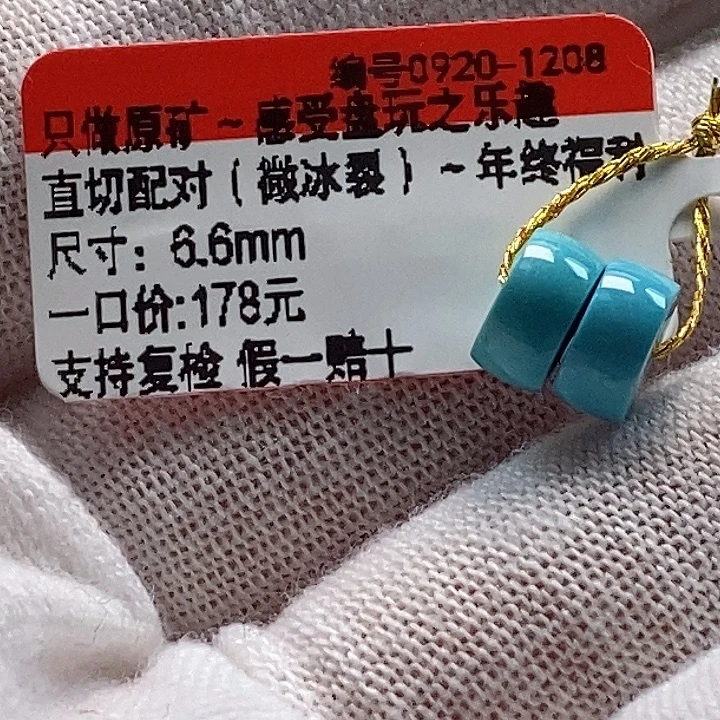 编号0920-1208
只做原矿~感受盘玩之乐趣
直切配对(微冰裂)~年终福利
尺寸:6.6mm
一口价:178元
支持复检 假一赔十